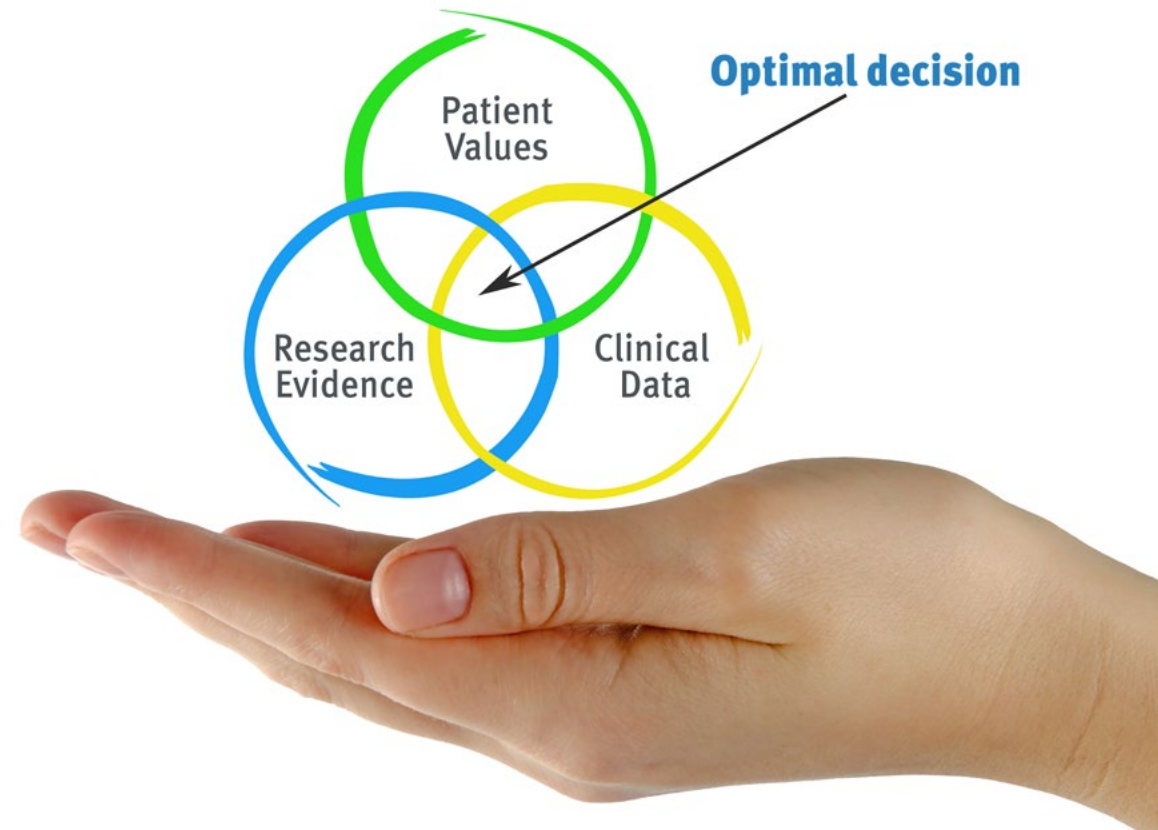 Optimal decision
Patient
Values
Research
Evidence
Clinical
Data